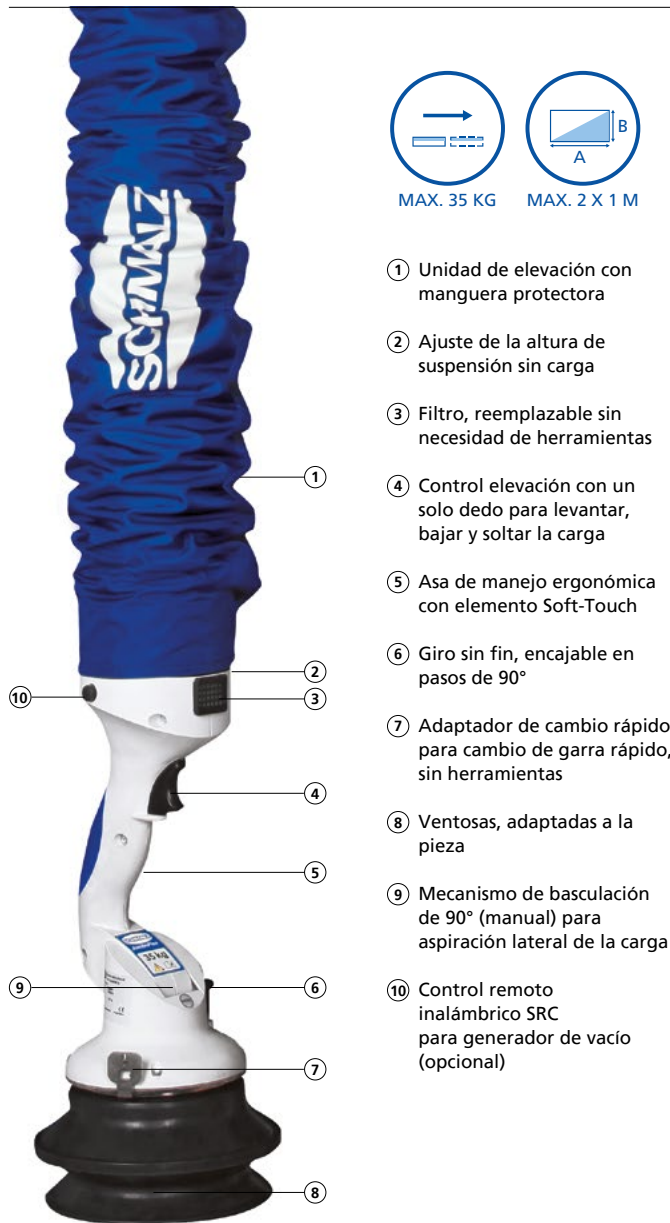 SCHMALZ
B
A
MAX. 35 KG
MAX. 2 X 1 M
1 Unidad de elevación con
manguera protectora
2 Ajuste de la altura de
suspensión sin carga
3 Filtro, reemplazable sin
necesidad de herramientas
4 Control elevación con un
solo dedo para levantar,
bajar y soltar la carga
5 Asa de manejo ergonómica
con elemento Soft-Touch
6 Giro sin fin, encajable en
pasos de 90°
7 Adaptador de cambio rápido
para cambio de garra rápido,
sin herramientas
8 Ventosas, adaptadas a la
pieza
9 Mecanismo de basculación
de 90° (manual) para
aspiración lateral de la carga
10 Control remoto
inalámbrico SRC
para generador de vacío
(opcional)
1
2
10
3
4
5
35 kg
9
6
7
8